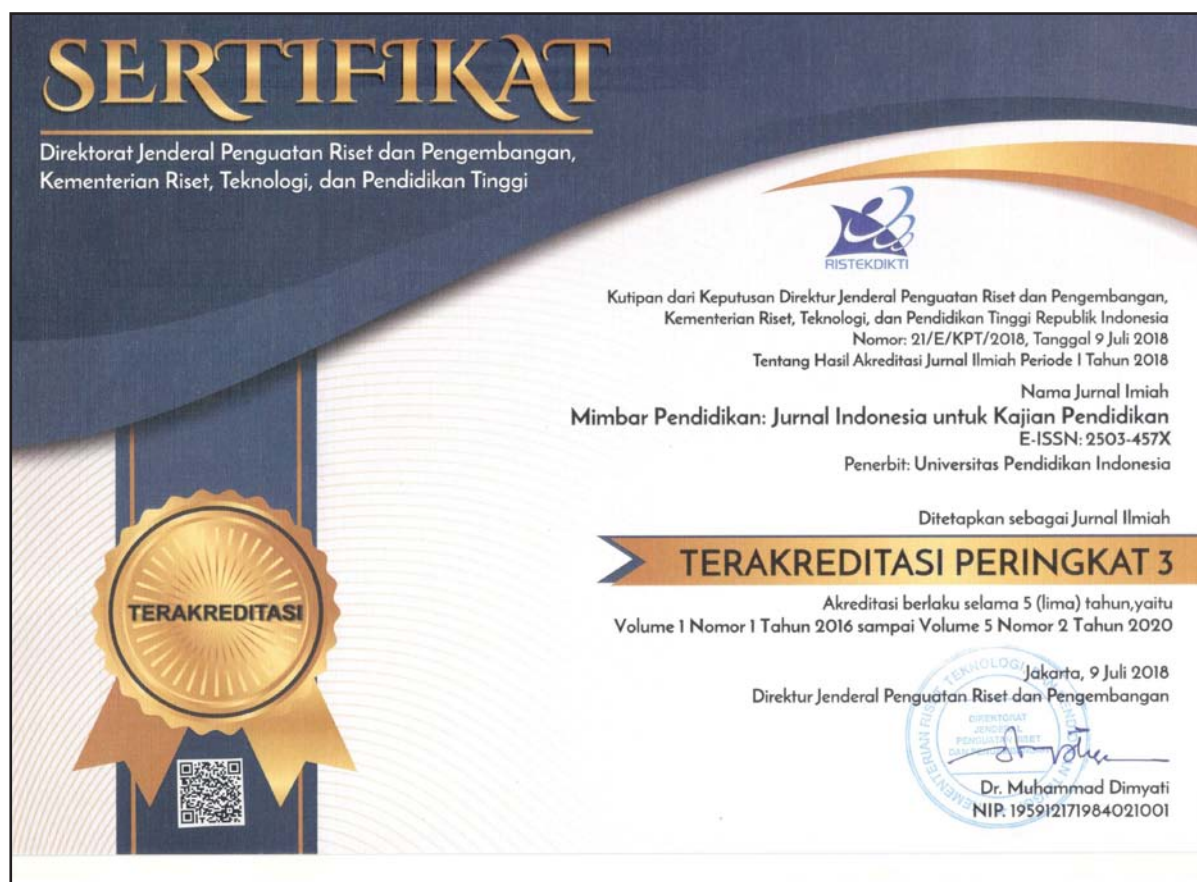 SERTIFIKAT
Direktorat Jenderal Penguatan Riset dan Pengembangan,
Kementerian Riset, Teknologi, dan Pendidikan Tinggi
RISTEKDIKTI
Kutipan dari Keputusan Direktur Jenderal Penguatan Riset dan Pengembangan,
Kementerian Riset, Teknologi, dan Pendidikan Tinggi Republik Indonesia
Nomor: 21/E/KPT/2018, Tanggal 9 Juli 2018
Tentang Hasil Akreditasi Jurnal Ilmiah Periode I Tahun 2018
Nama Jurnal Imiah
Mimbar Pendidikan: Jurnal Indonesia untuk Kajian Pendidikan
E-ISSN: 2503-457X
Penerbit: Universitas Pendidikan Indonesia
Ditetapkan sebagai Jurnal Ilmiah
TERAKREDITASI PERINGKAT 3
Akreditasi berlaku selama 5 (lima) tahun,yaitu
Volume 1 Nomor 1 Tahun 2016 sampai Volume 5 Nomor 2 Tahun 2020
TERAKREDITASI
Jakarta, 9 Juli 2018
Direktur Jenderal Penguatan Riset dan Pengembangan
DIREKTORAT
JENDERAL
PENGUATAN RISET
Dr. Muhammad Dimyati
NIP. 195912171984021001